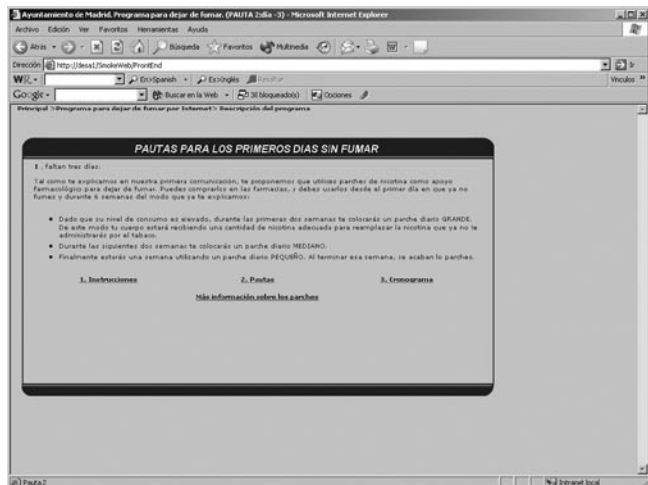 Ayuntamiento de Madrid. Programa para dejar de fumar. (PAUTA 2:día -3) - Microsoft Internet Explorer
Archivo Edición Ver Favoritos Herramientas Ayuda
Atrás Búsqueda Favoritos Multimedia
Dirección http://desa1/SmokeWeb/FrontEnd Ir
En>Spanish Es>Inglés Resaltar Vínculos
Google Buscar en la Web 38 bloqueado(s) Opciones
Principal >Programa para dejar de fumar por Internet> Descripción del programa
PAUTAS PARA LOS PRIMEROS DIAS SIN FUMAR
, faltan tres días.
Tal como te explicamos en nuestra primera comunicación, te proponemos que utilices parches de nicotina como apoyo
farmacológico para dejar de fumar. Puedes comprarlos en las farmacias, y debes usarlos desde el primer día en que ya no
fumes y durante 6 semanas del modo que ya te explicamos:
• Dado que su nivel de consumo es elevado, durante las primeras dos semanas te colocarás un parche diario GRANDE.
De este modo tu cuerpo estará recibiendo una cantidad de nicotina adecuada para reemplazar la nicotina que ya no te
administrarás por el tabaco.
• Durante las siguientes dos semanas te colocarás un parche diario MEDIANO.
• Finalmente estarás una semana utilizando un parche diario PEQUEÑO. Al terminar esa semana, se acaban lo parches.
1. Instrucciones 2. Pautas 3. Cronograma
Más información sobre los parches
Pauta 2 Intranet local